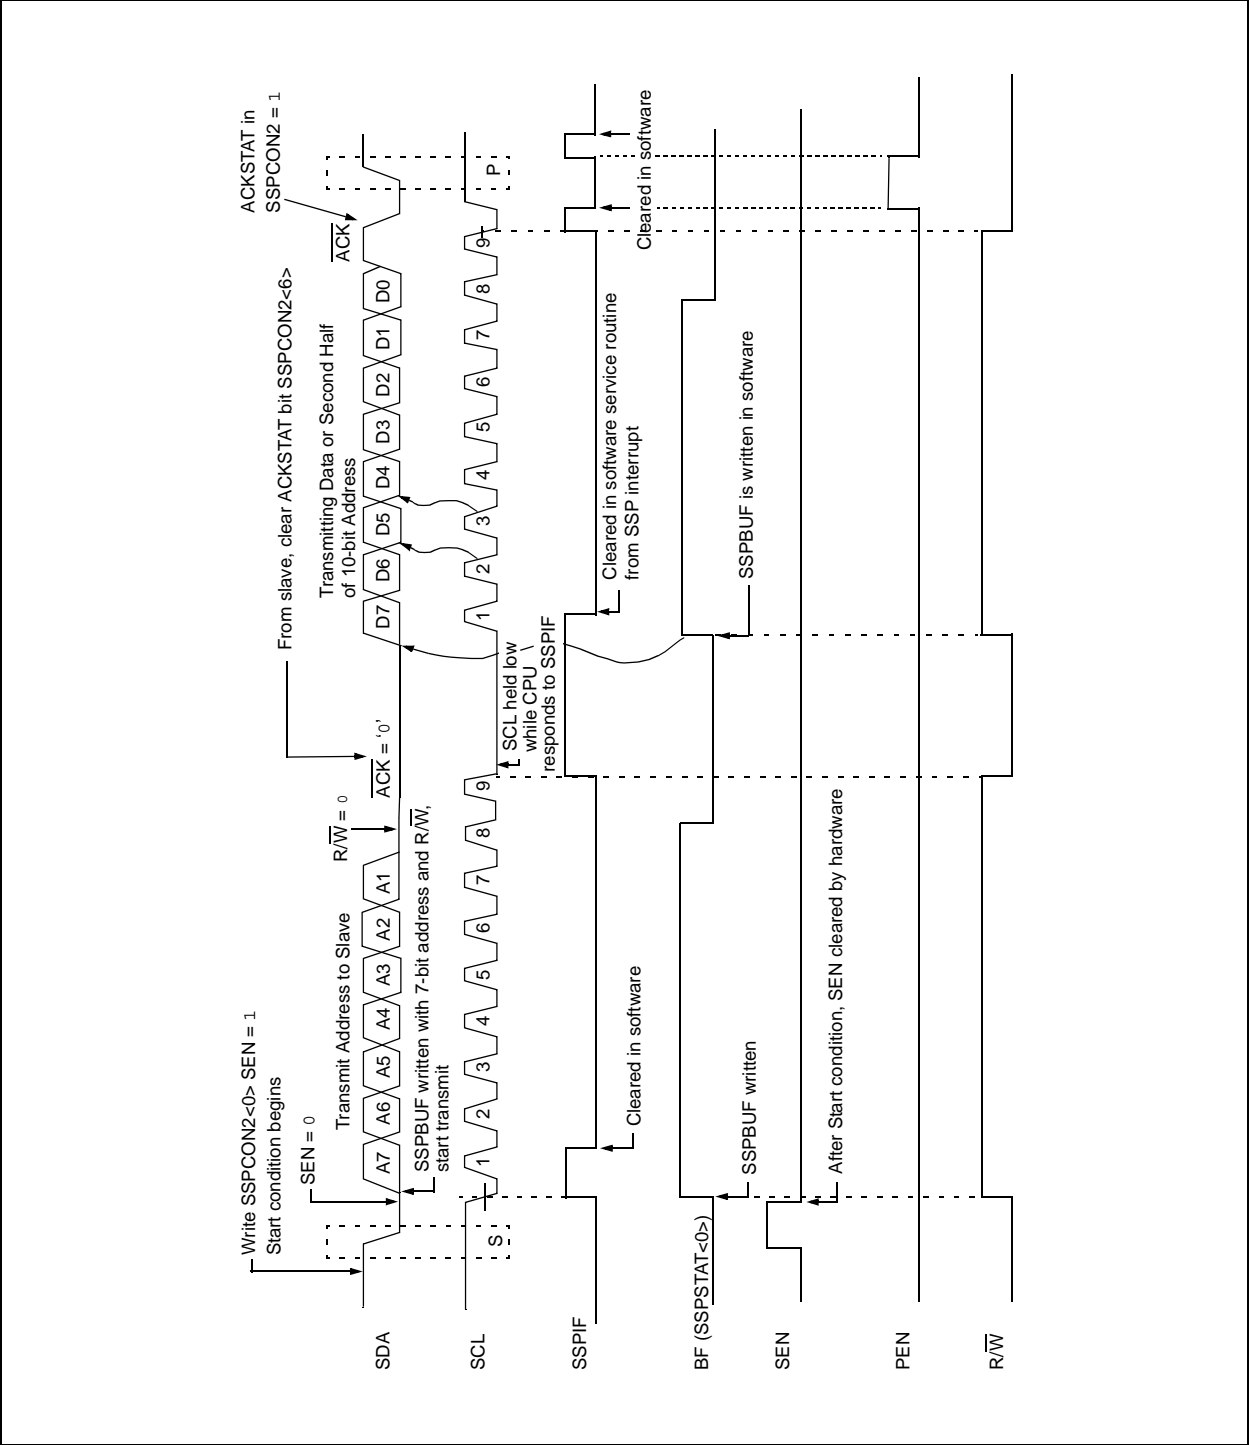 Write SSPCON2<0> SEN = 1
Start condition begins
From slave, clear ACKSTAT bit SSPCON2<6>
ACKSTAT in
SSPCON2 = 1
SEN = 0
Transmit Address to Slave
R/W = 0
ACK = '0'
Transmitting Data or Second Half
of 10-bit Address
ACK
SDA
A7 A6 A5 A4 A3 A2 A1
D7 D6 D5 D4 D3 D2 D1 D0
SSPBUF written with 7-bit address and R/W,
start transmit
SCL
S
1 2 3 4 5 6 7 8 9
1 2 3 4 5 6 7 8 9
P
SCL held low
while CPU
responds to SSPIF
SSPIF
Cleared in software
Cleared in software service routine
from SSP interrupt
Cleared in software
BF (SSPSTAT<0>)
SSPBUF written
SSPBUF is written in software
SEN
After Start condition, SEN cleared by hardware
PEN
R/W